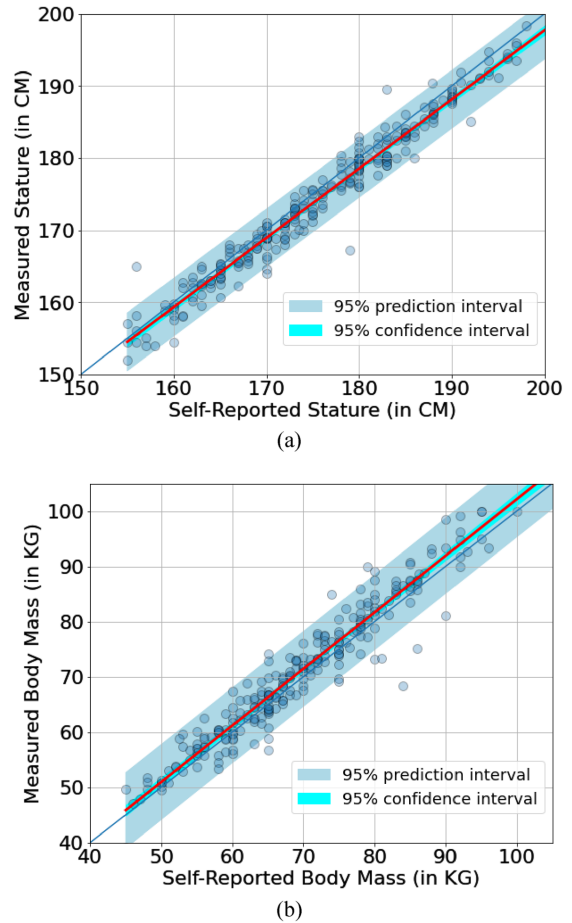 200
190
180
170
160
150
Measured Stature (in CM)
95% prediction interval
95% confidence interval
150 160 170 180 190 200
Self-Reported Stature (in CM)
(a)
100
90
80
70
60
50
40
Measured Body Mass (in KG)
95% prediction interval
95% confidence interval
40 50 60 70 80 90 100
Self-Reported Body Mass (in KG)
(b)